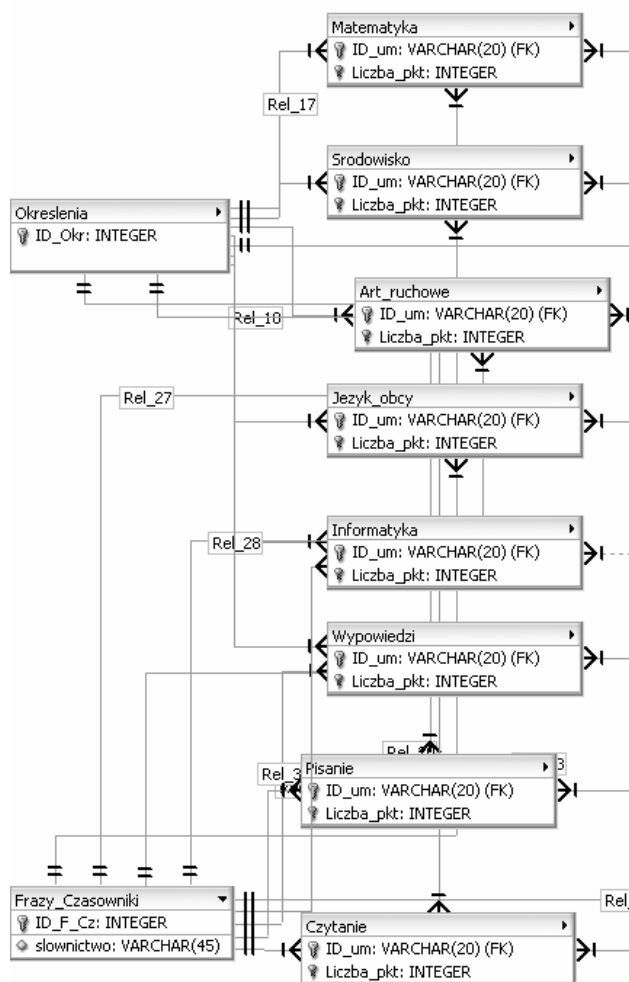 Matematyka
ID_um: VARCHAR(20) (FK)
Liczba_pkt: INTEGER
Rel_17
Srodowisko
ID_um: VARCHAR(20) (FK)
Liczba_pkt: INTEGER
Okreslenia
ID_Okr: INTEGER
Art_ruchowe
ID_um: VARCHAR(20) (FK)
Liczba_pkt: INTEGER
Rel_18
Jezyk_obcy
ID_um: VARCHAR(20) (FK)
Liczba_pkt: INTEGER
Rel_27
Informatyka
ID_um: VARCHAR(20) (FK)
Liczba_pkt: INTEGER
Rel_28
Wypowiedzi
ID_um: VARCHAR(20) (FK)
Liczba_pkt: INTEGER
Pisanie
ID_um: VARCHAR(20) (FK)
Liczba_pkt: INTEGER
Frazy_Czasowniki
ID_F_Cz: INTEGER
slownictwo: VARCHAR(45)
Czytanie
ID_um: VARCHAR(20) (FK)
Liczba_pkt: INTEGER